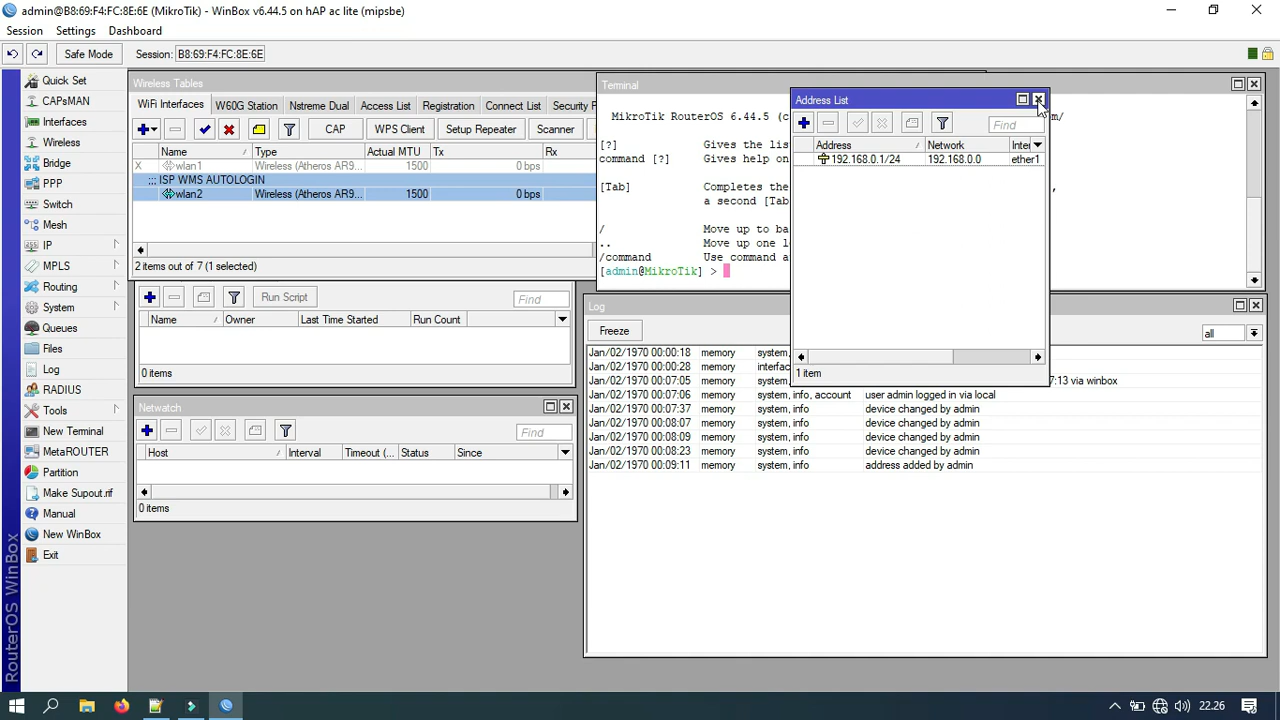 admin@B8:69:F4:FC:8E:6E (MikroTik) - WinBox v6.44.5 on hAP ac lite (mipsbe)
Session Settings Dashboard
Safe Mode Session: B8:69:F4:FC:8E:6E
Quick Set
CAPsMAN
Interfaces
Wireless
Bridge
PPP
Switch
Mesh
IP
MPLS
Routing
System
Queues
Files
Log
RADIUS
Tools
New Terminal
MetaROUTER
Partition
Make Supout.rif
Manual
New WinBox
Exit
RouterOS WinBox
Wireless Tables
WiFi Interfaces W60G Station Nstreme Dual Access List Registration Connect List Security P
CAP WPS Client Setup Repeater Scanner
Name Type Actual MTU Tx Rx
X wlan1 Wireless (Atheros AR9... 1500 0 bps
::: ISP WMS AUTOLOGIN
wlan2 Wireless (Atheros AR9... 1500 0 bps
2 items out of 7 (1 selected)
Run Script Find
Name Owner Last Time Started Run Count
0 items
Netwatch
Find
Host Interval Timeout (... Status Since
0 items
Terminal
MikroTik RouterOS 6.44.5 (c
m/
[?] Gives the lis
command [?] Gives help on
[Tab] Completes the
,
a second [Tab
/ Move up to ba
.. Move up one l
/command Use command a
[admin@MikroTik] >
Address List
Find
Address Network Inter
192.168.0.1/24 192.168.0.0 ether1
1 item
Log
Freeze all
Jan/02/1970 00:00:18 memory system,
Jan/02/1970 00:00:28 memory interfac
Jan/02/1970 00:07:05 memory system, 7:13 via winbox
Jan/02/1970 00:07:06 memory system, info, account user admin logged in via local
Jan/02/1970 00:07:37 memory system, info device changed by admin
Jan/02/1970 00:08:07 memory system, info device changed by admin
Jan/02/1970 00:08:09 memory system, info device changed by admin
Jan/02/1970 00:08:23 memory system, info device changed by admin
Jan/02/1970 00:09:11 memory system, info address added by admin
22.26